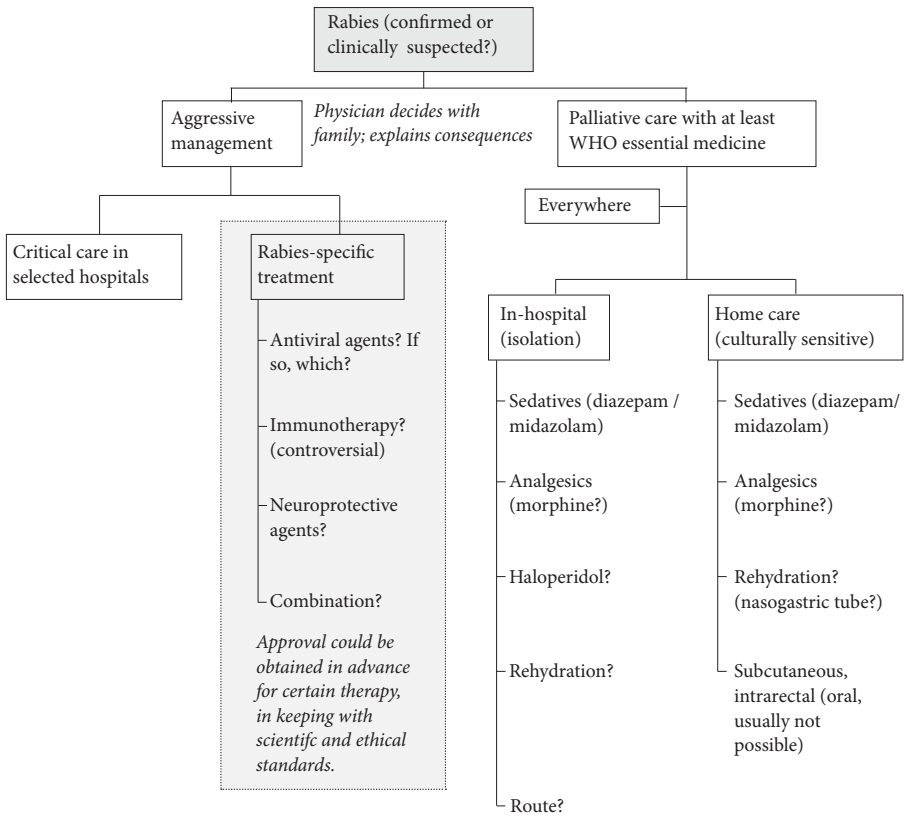 Rabies (confirmed or
clinically suspected?)
Aggressive
management
Physician decides with
family; explains consequences
Palliative care with at least
WHO essential medicine
Everywhere
Critical care in
selected hospitals
Rabies-specific
treatment
Antiviral agents? If
so, which?
Immunotherapy?
(controversial)
Neuroprotective
agents?
Combination?
Approval could be
obtained in advance
for certain therapy,
in keeping with
scientifc and ethical
standards.
In-hospital
(isolation)
Sedatives (diazepam /
midazolam)
Analgesics
(morphine?)
Haloperidol?
Rehydration?
Route?
Home care
(culturally sensitive)
Sedatives (diazepam/
midazolam)
Analgesics
(morphine?)
Rehydration?
(nasogastric tube?)
Subcutaneous,
intrarectal (oral,
usually not
possible)